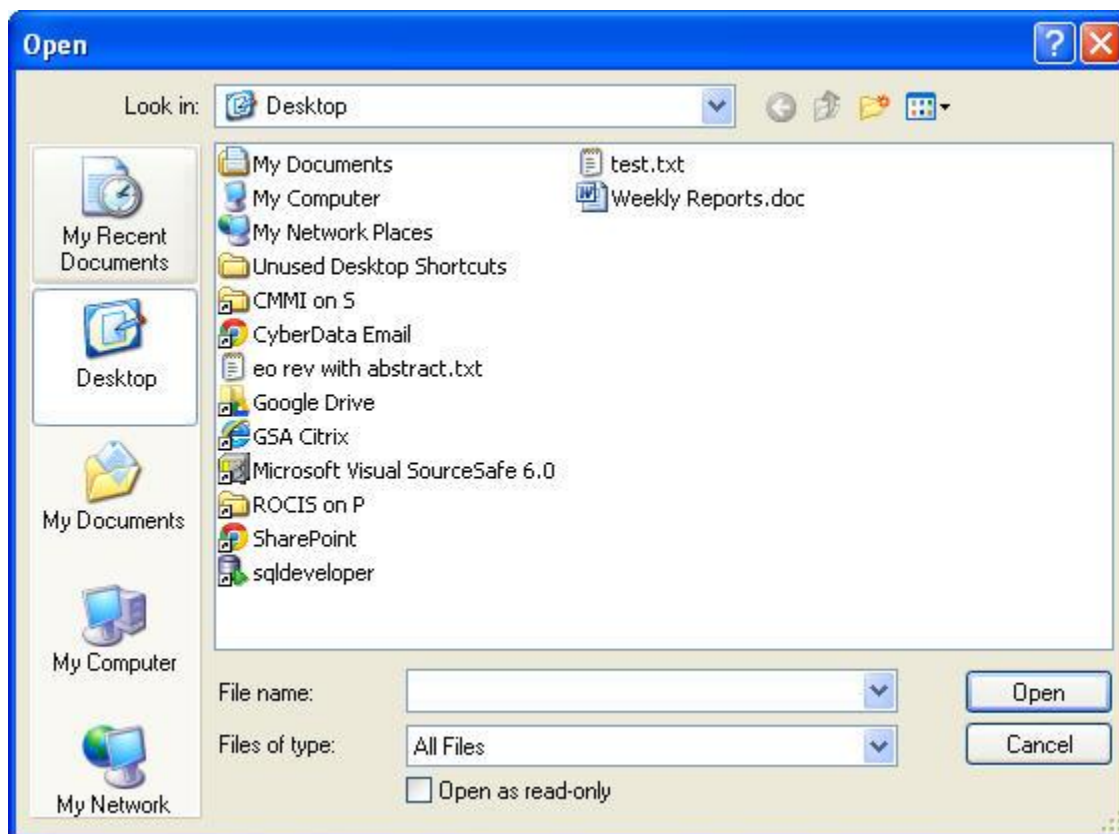 Open
Look in: Desktop
My Recent
Documents
Desktop
My Documents
My Computer
My Network
My Documents
My Computer
My Network Places
Unused Desktop Shortcuts
CMMI on S
CyberData Email
eo rev with abstract.txt
Google Drive
GSA Citrix
Microsoft Visual SourceSafe 6.0
ROCIS on P
SharePoint
sqldeveloper
test.txt
Weekly Reports.doc
File name: Open
Files of type: All Files Cancel
Open as read-only